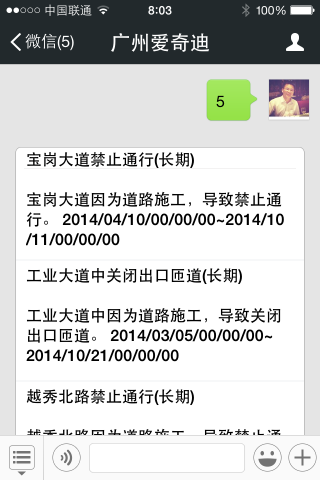 中国联通 8:03 100%
微信(5) 广州爱奇迪
5
宝岗大道禁止通行(长期)
宝岗大道因为道路施工，导致禁止通
行。 2014/04/10/00/00/00~2014/10
/11/00/00/00
工业大道中关闭出口匝道(长期)
工业大道中因为道路施工，导致关闭
出口匝道。 2014/03/05/00/00/00~
2014/10/21/00/00/00
越秀北路禁止通行(长期)
越秀北路因为道路施工，导致禁止通